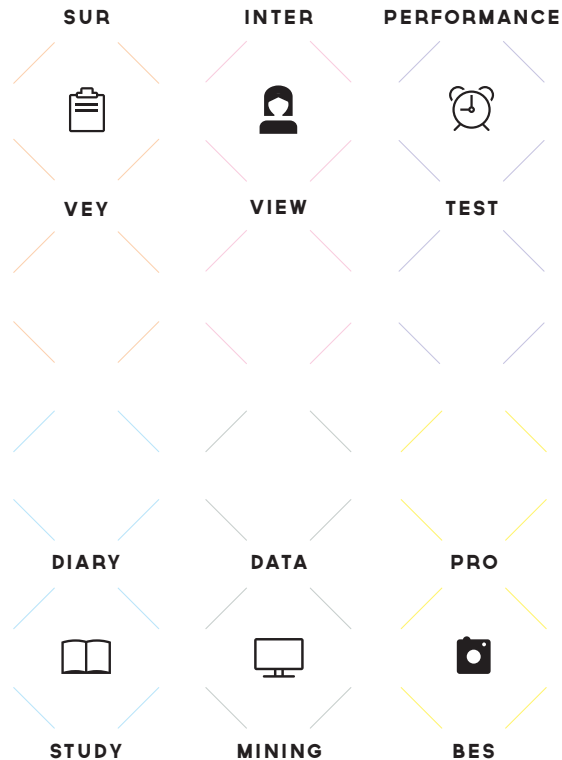 SUR INTER PERFORMANCE
VEY VIEW TEST
DIARY DATA PRO
STUDY MINING BES